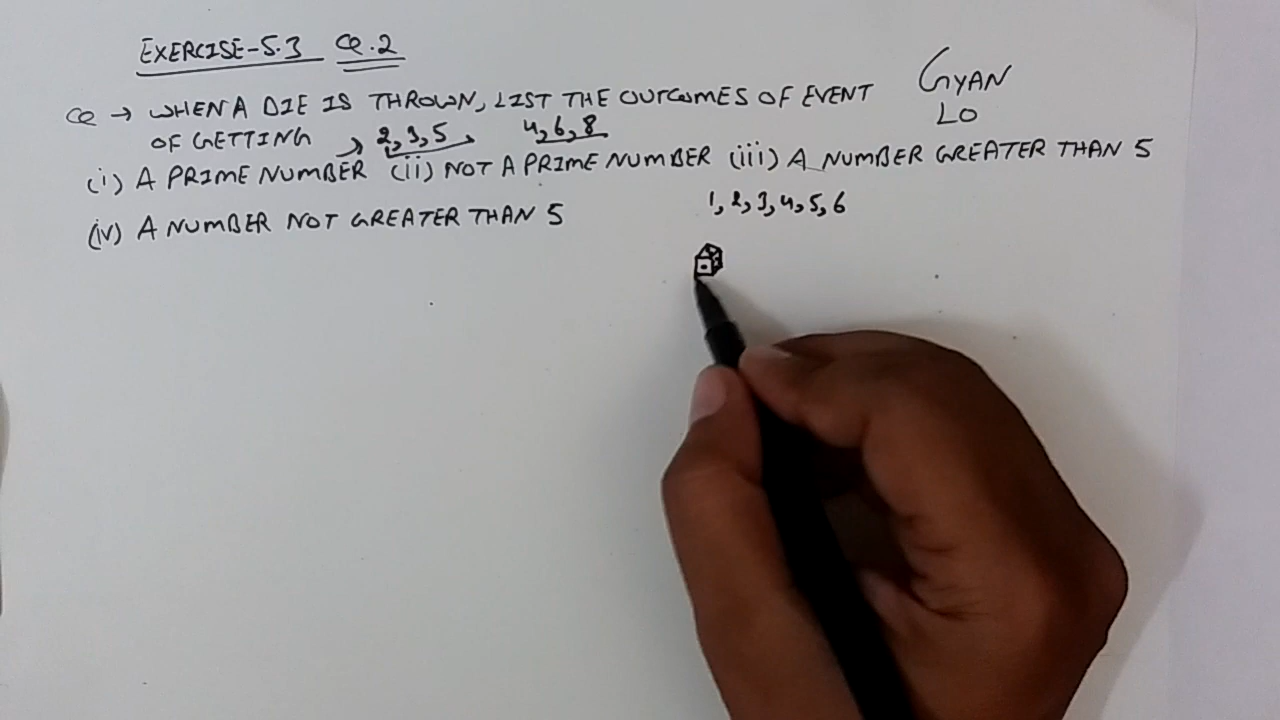 EXERCISE-5.3 Q.2
GYAN
LO
Q → WHEN A DIE IS THROWN, LIST THE OUTCOMES OF EVENT
OF GETTING → 2, 3, 5 4, 6, 8
(i) A PRIME NUMBER (ii) NOT A PRIME NUMBER (iii) A NUMBER GREATER THAN 5
(iv) A NUMBER NOT GREATER THAN 5
1, 2, 3, 4, 5, 6